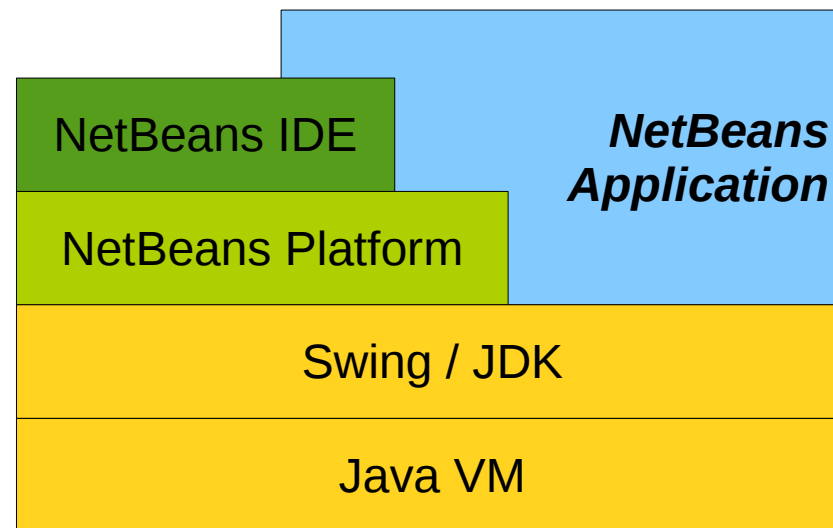 NetBeans IDE
NetBeans
Application
NetBeans Platform
Swing / JDK
Java VM